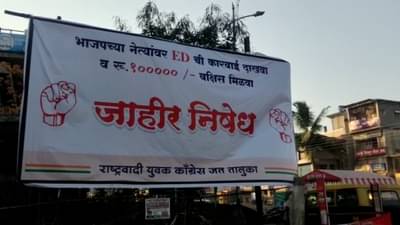 भाजपच्या नेत्यांवर ED ची कारवाई दाखवा
व रू.१००००० /- बक्षिस मिळवा
जाहीर निषेध
राष्ट्रवादी युवक काँग्रेस जत तालुका